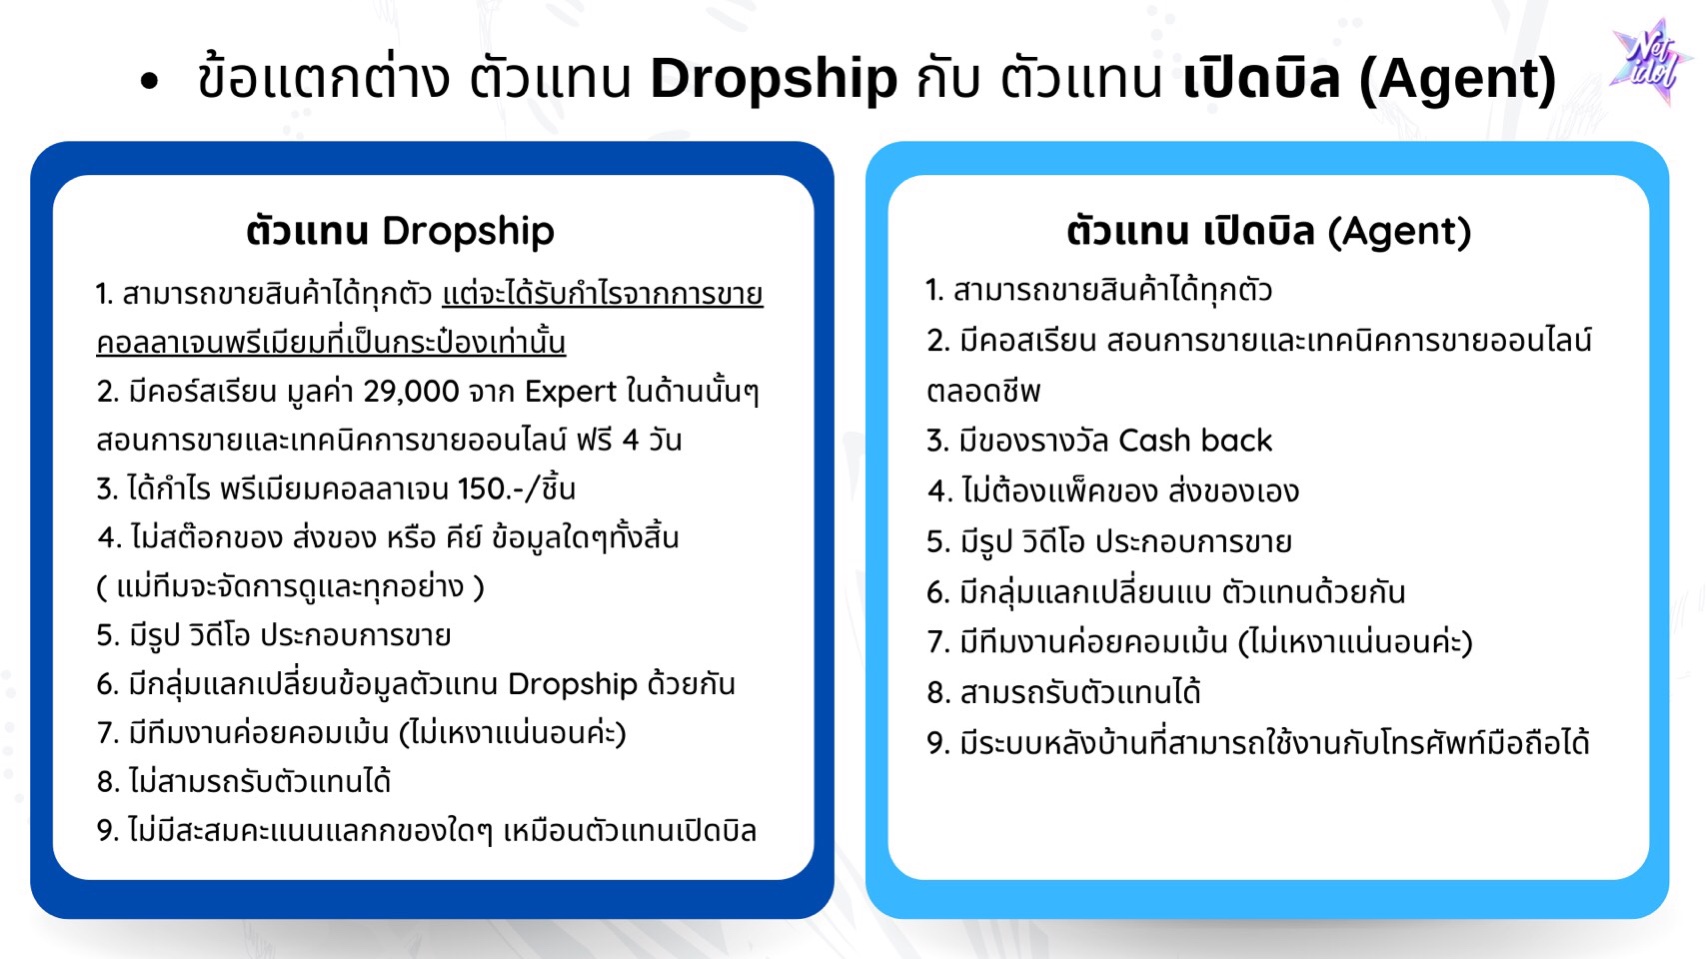 • ข้อแตกต่าง ตัวแทน Dropship กับ ตัวแทน เปิดบิล (Agent)
Net idol
ตัวแทน Dropship
1. สามารถขายสินค้าได้ทุกตัว แต่จะได้รับกำไรจากการขาย
คอลลาเจนพรีเมียมที่เป็นกระป๋องเท่านั้น
2. มีคอร์สเรียน มูลค่า 29,000 จาก Expert ในด้านนั้นๆ
สอนการขายและเทคนิคการขายออนไลน์ ฟรี 4 วัน
3. ได้กำไร พรีเมียมคอลลาเจน 150.-/ชิ้น
4. ไม่สต๊อกของ ส่งของ หรือ คีย์ ข้อมูลใดๆทั้งสิ้น
( แม่ทีมจะจัดการดูและทุกอย่าง )
5. มีรูป วิดีโอ ประกอบการขาย
6. มีกลุ่มแลกเปลี่ยนข้อมูลตัวแทน Dropship ด้วยกัน
7. มีทีมงานค่อยคอมเม้น (ไม่เหงาแน่นอนค่ะ)
8. ไม่สามรถรับตัวแทนได้
9. ไม่มีสะสมคะแนนแลกกของใดๆ เหมือนตัวแทนเปิดบิล
ตัวแทน เปิดบิล (Agent)
1. สามารถขายสินค้าได้ทุกตัว
2. มีคอสเรียน สอนการขายและเทคนิคการขายออนไลน์
ตลอดชีพ
3. มีของรางวัล Cash back
4. ไม่ต้องแพ็คของ ส่งของเอง
5. มีรูป วิดีโอ ประกอบการขาย
6. มีกลุ่มแลกเปลี่ยนแบ ตัวแทนด้วยกัน
7. มีทีมงานค่อยคอมเม้น (ไม่เหงาแน่นอนค่ะ)
8. สามรถรับตัวแทนได้
9. มีระบบหลังบ้านที่สามารถใช้งานกับโทรศัพท์มือถือได้